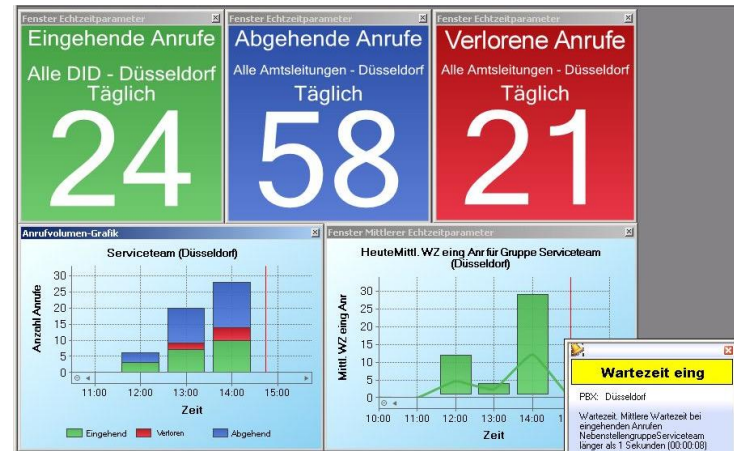 Fenster Echtzeitparameter
Eingehende Anrufe
Alle DID - Düsseldorf
Täglich
24
Fenster Echtzeitparameter
Abgehende Anrufe
Alle Amtsleitungen - Düsseldorf
Täglich
58
Fenster Echtzeitparameter
Verlorene Anrufe
Alle Amtsleitungen - Düsseldorf
Täglich
21
Anrufvolumen-Grafik
Serviceteam (Düsseldorf)
Anzahl Anrufe
30
25
20
15
10
5
0
11:00 12:00 13:00 14:00 15:00
Zeit
Eingehend Verloren Abgehend
Fenster Mittlerer Echtzeitparameter
HeuteMittl. WZ eing Anr für Gruppe Serviceteam
(Düsseldorf)
Mittl. WZ eing Anr
30
25
20
15
10
5
0
10:00 11:00 12:00 13:00 14:00 1
Zeit
Wartezeit eing
PBX: Düsseldorf
Wartezeit. Mittlere Wartezeit bei
eingehenden Anrufen
NebenstellengruppeServiceteam
länger als 1 Sekunden (00:00:08)